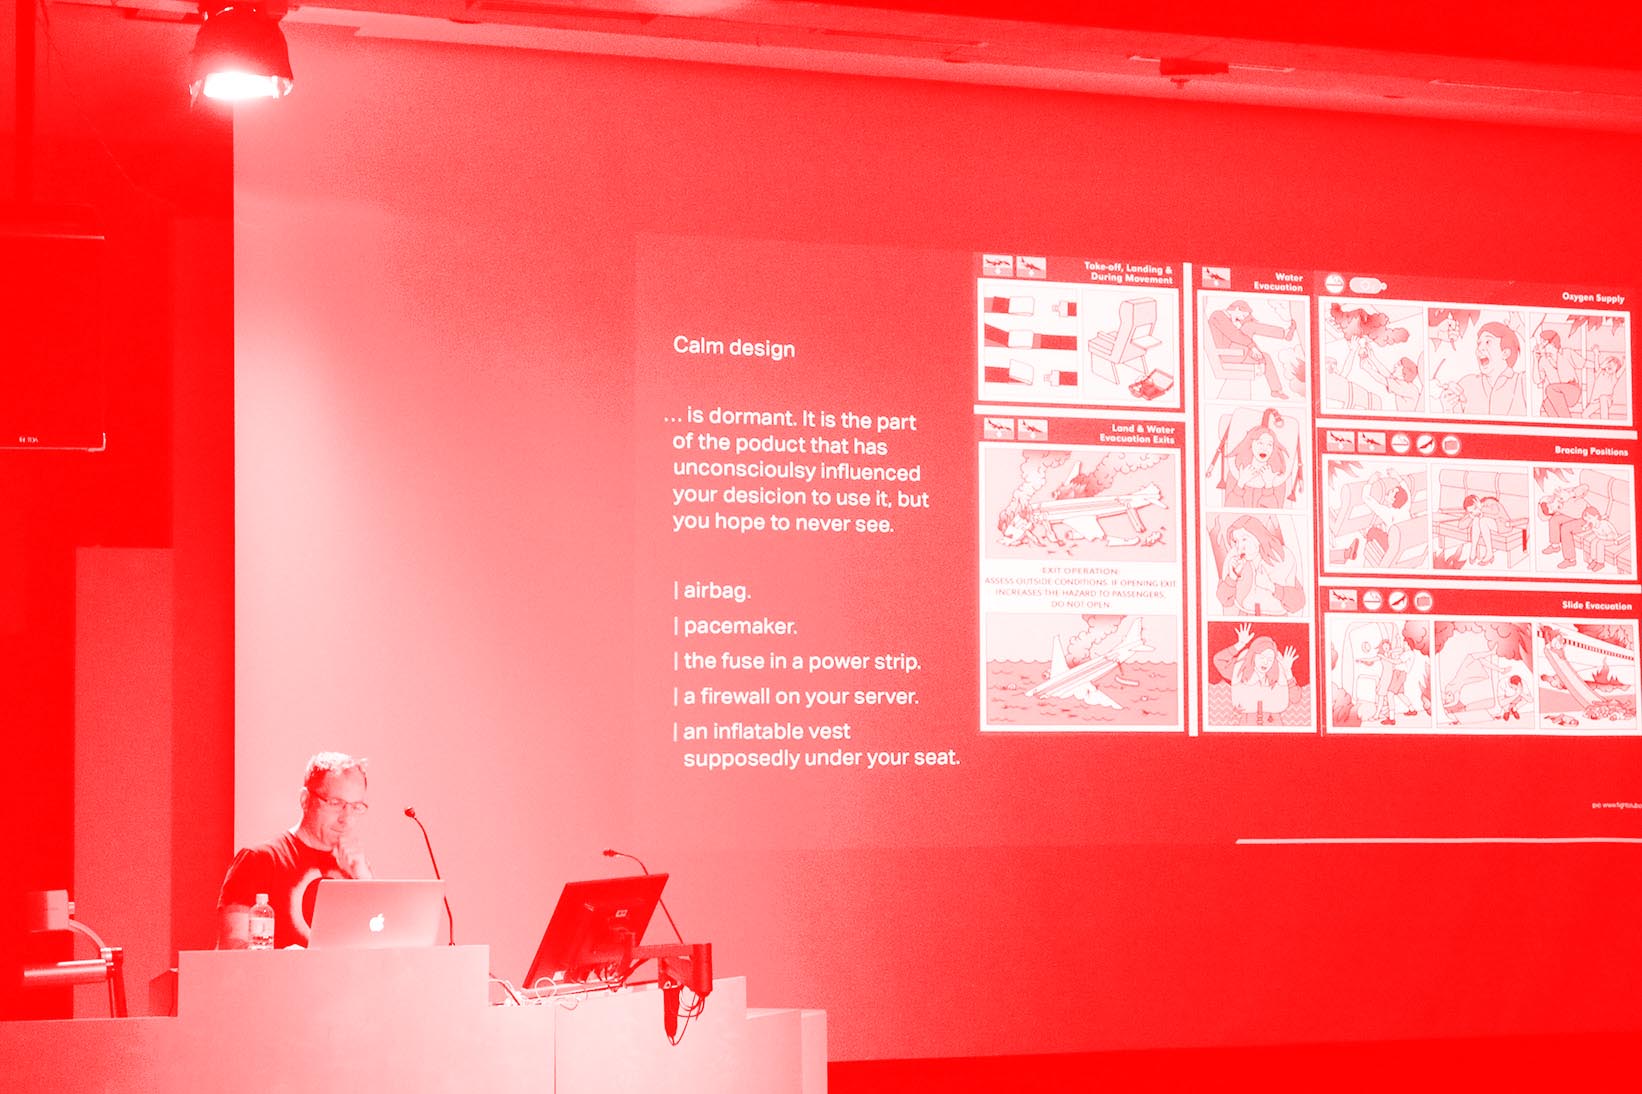 Calm design
... is dormant. It is the part
of the poduct that has
unconscioulsy influenced
your desicion to use it, but
you hope to never see.
| airbag.
| pacemaker.
| the fuse in a power strip.
| a firewall on your server.
| an inflatable vest
supposedly under your seat.
Take-off, Landing &
During Movement
Land & Water
Evacuation Exits
EXIT OPERATION:
ASSESS OUTSIDE CONDITIONS. IF OPENING EXIT
INCREASES THE HAZARD TO PASSENGERS,
DO NOT OPEN.
Water
Evacuation
Oxygen Supply
Bracing Positions
Slide Evacuation